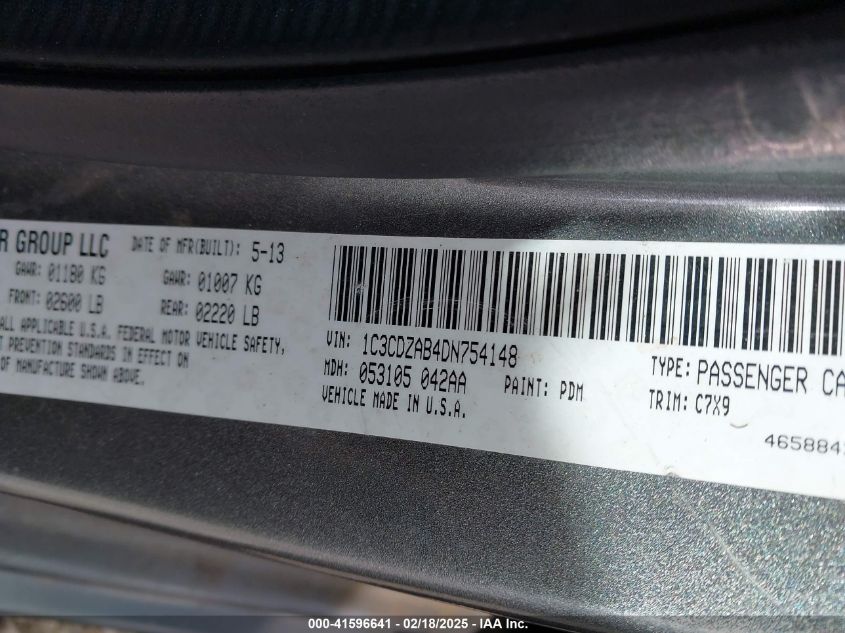 R GROUP LLC DATE OF MFR(BUILT): 5-13
GAWR: 01180 KG GAWR: 01007 KG
FRONT: 02600 LB REAR: 02220 LB
ALL APPLICABLE U.S.A. FEDERAL MOTOR VEHICLE SAFETY,
T PREVENTION STANDARDS IN EFFECT ON
OF MANUFACTURE SHOWN ABOVE.
VIN: 1C3CDZAB4DN754148 TYPE: PASSENGER CA
MDH: 053105 042AA PAINT: PDM TRIM: C7X9
VEHICLE MADE IN U.S.A.
465884
000-41596641 / 02/18/2025 - IAA Inc.